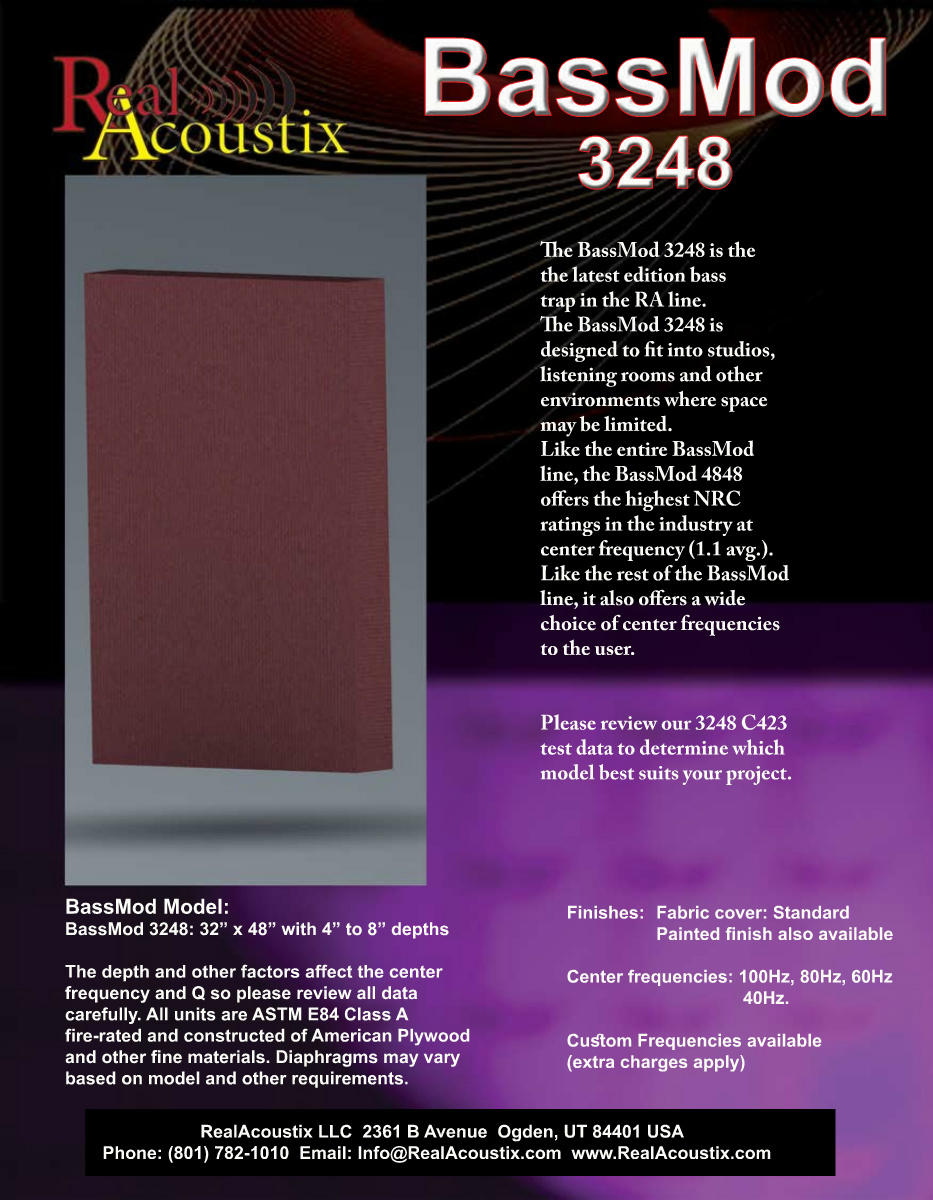 Real
Acoustix
BassMod
3248
The BassMod 3248 is the
the latest edition bass
trap in the RA line.
The BassMod 3248 is
designed to fit into studios,
listening rooms and other
environments where space
may be limited.
Like the entire BassMod
line, the BassMod 4848
offers the highest NRC
ratings in the industry at
center frequency (1.1 avg.).
Like the rest of the BassMod
line, it also offers a wide
choice of center frequencies
to the user.
Please review our 3248 C423
test data to determine which
model best suits your project.
BassMod Model:
BassMod 3248: 32” x 48” with 4” to 8” depths
The depth and other factors affect the center
frequency and Q so please review all data
carefully. All units are ASTM E84 Class A
fire-rated and constructed of American Plywood
and other fine materials. Diaphragms may vary
based on model and other requirements.
Finishes: Fabric cover: Standard
Painted finish also available
Center frequencies: 100Hz, 80Hz, 60Hz
40Hz.
Custom Frequencies available
(extra charges apply)
RealAcoustix LLC 2361 B Avenue Ogden, UT 84401 USA
Phone: (801) 782-1010 Email: Info@RealAcoustix.com www.RealAcoustix.com